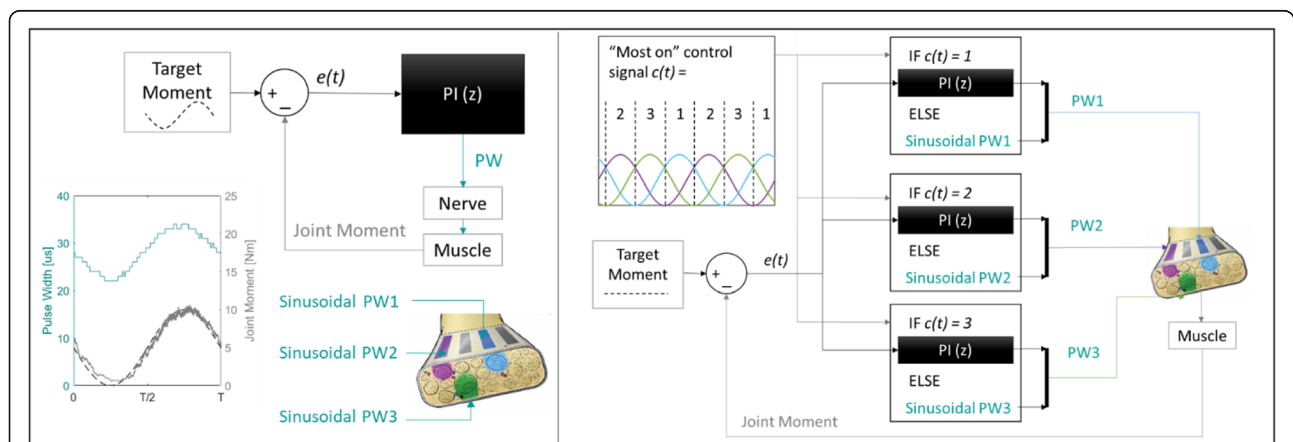 Target
Moment
e(t)
+
−
PI (z)
PW
Nerve
Joint Moment
Muscle
40
30
20
10
0
Pulse Width [us]
25
20
15
10
5
0
Joint Moment [Nm]
0
T/2
T
Sinusoidal PW1
Sinusoidal PW2
Sinusoidal PW3
“Most on” control
signal c(t) =
2 3 1 2 3 1
Target
Moment
+
−
e(t)
IF c(t) = 1
PI (z)
ELSE
Sinusoidal PW1
PW1
IF c(t) = 2
PI (z)
ELSE
Sinusoidal PW2
PW2
IF c(t) = 3
PI (z)
ELSE
Sinusoidal PW3
PW3
Muscle
Joint Moment